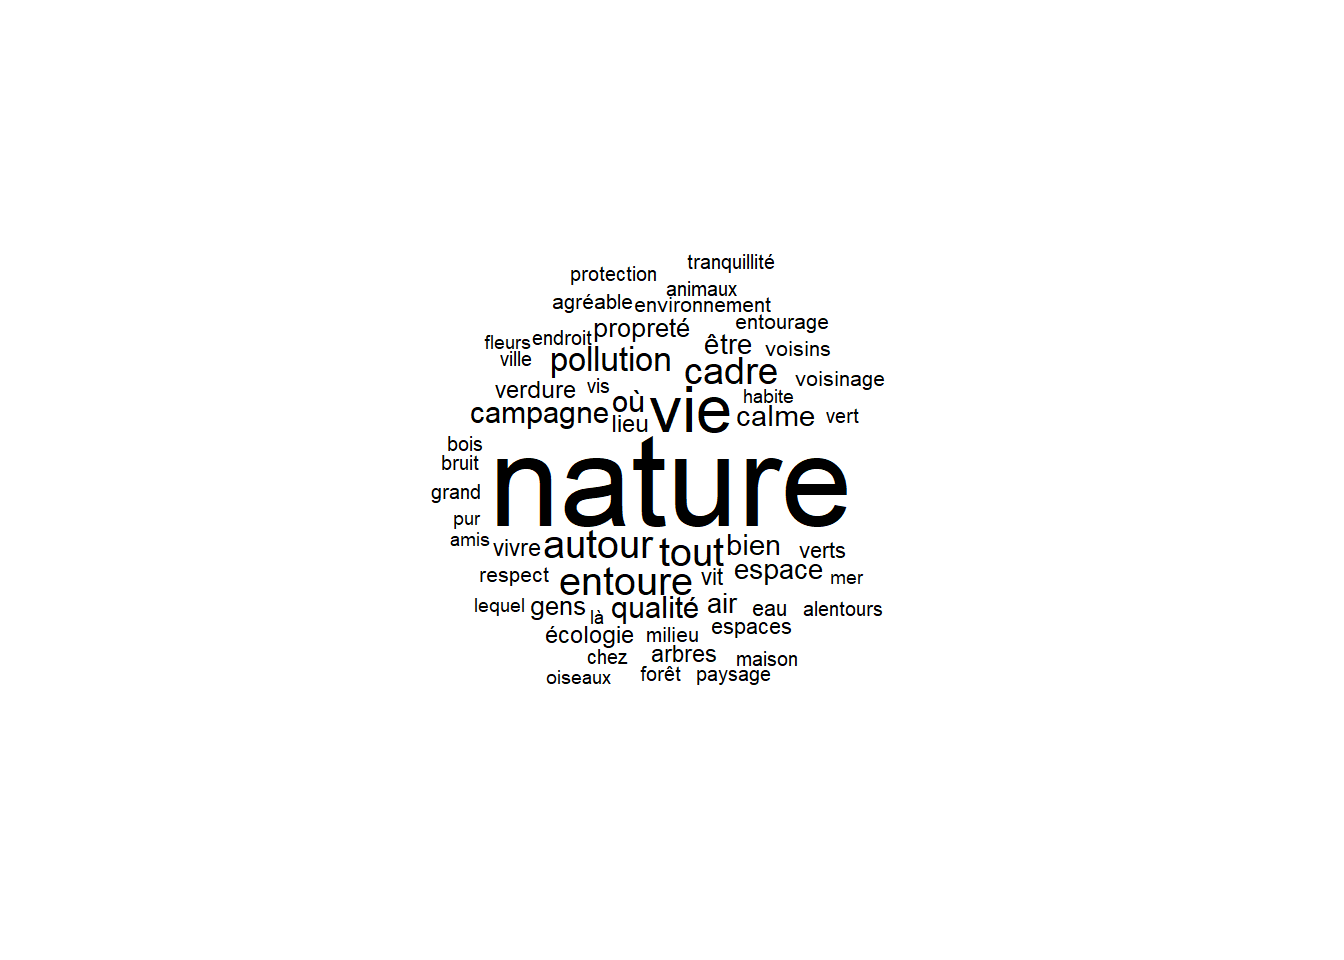 tranquillité
protection
animaux
agréable environnement
propreté entourage
fleurs endroit être voisins
ville pollution cadre voisinage
verdure vis où vie habite
campagne lieu calme vert
bois
bruit nature
grand
pur
amis vivre autour tout bien verts
respect entoure vit espace mer
lequel gens là qualité air eau alentours
écologie milieu espaces
chez arbres maison
oiseaux forêt paysage